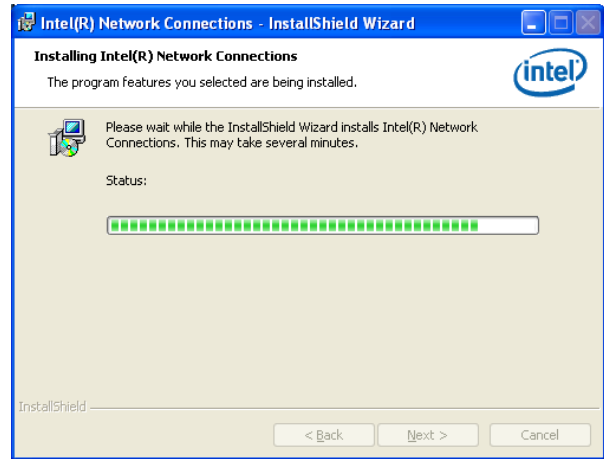 Intel(R) Network Connections - InstallShield Wizard
Installing Intel(R) Network Connections
The program features you selected are being installed.
intel
Please wait while the InstallShield Wizard installs Intel(R) Network
Connections. This may take several minutes.
Status:
InstallShield
< Back Next > Cancel